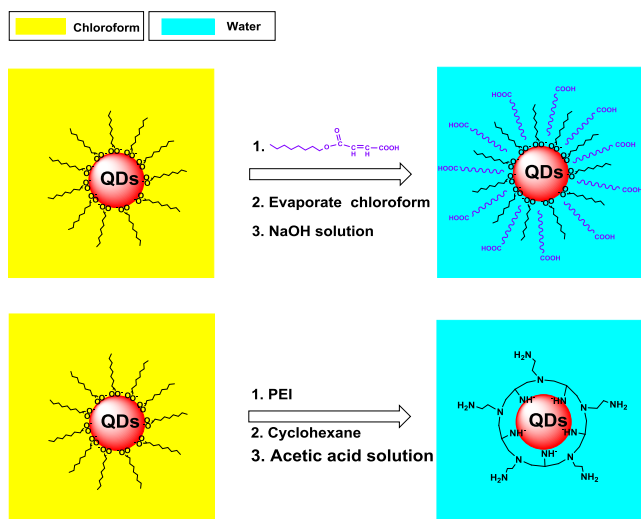 Chloroform
Water
QDs
1.
O
O
C
C=C
H
H
COOH
2. Evaporate chloroform
3. NaOH solution
HOOC
COOH
HOOC
COOH
HOOC
COOH
HOOC
COOH
HOOC
COOH
HOOC
COOH
COOH
QDs
QDs
1. PEI
2. Cyclohexane
3. Acetic acid solution
H₂N
N
H₂N
N
N
NH₂
NH⁻
HN
QDs
NH⁻
NH⁻
HN
N
N
H₂N
NH₂